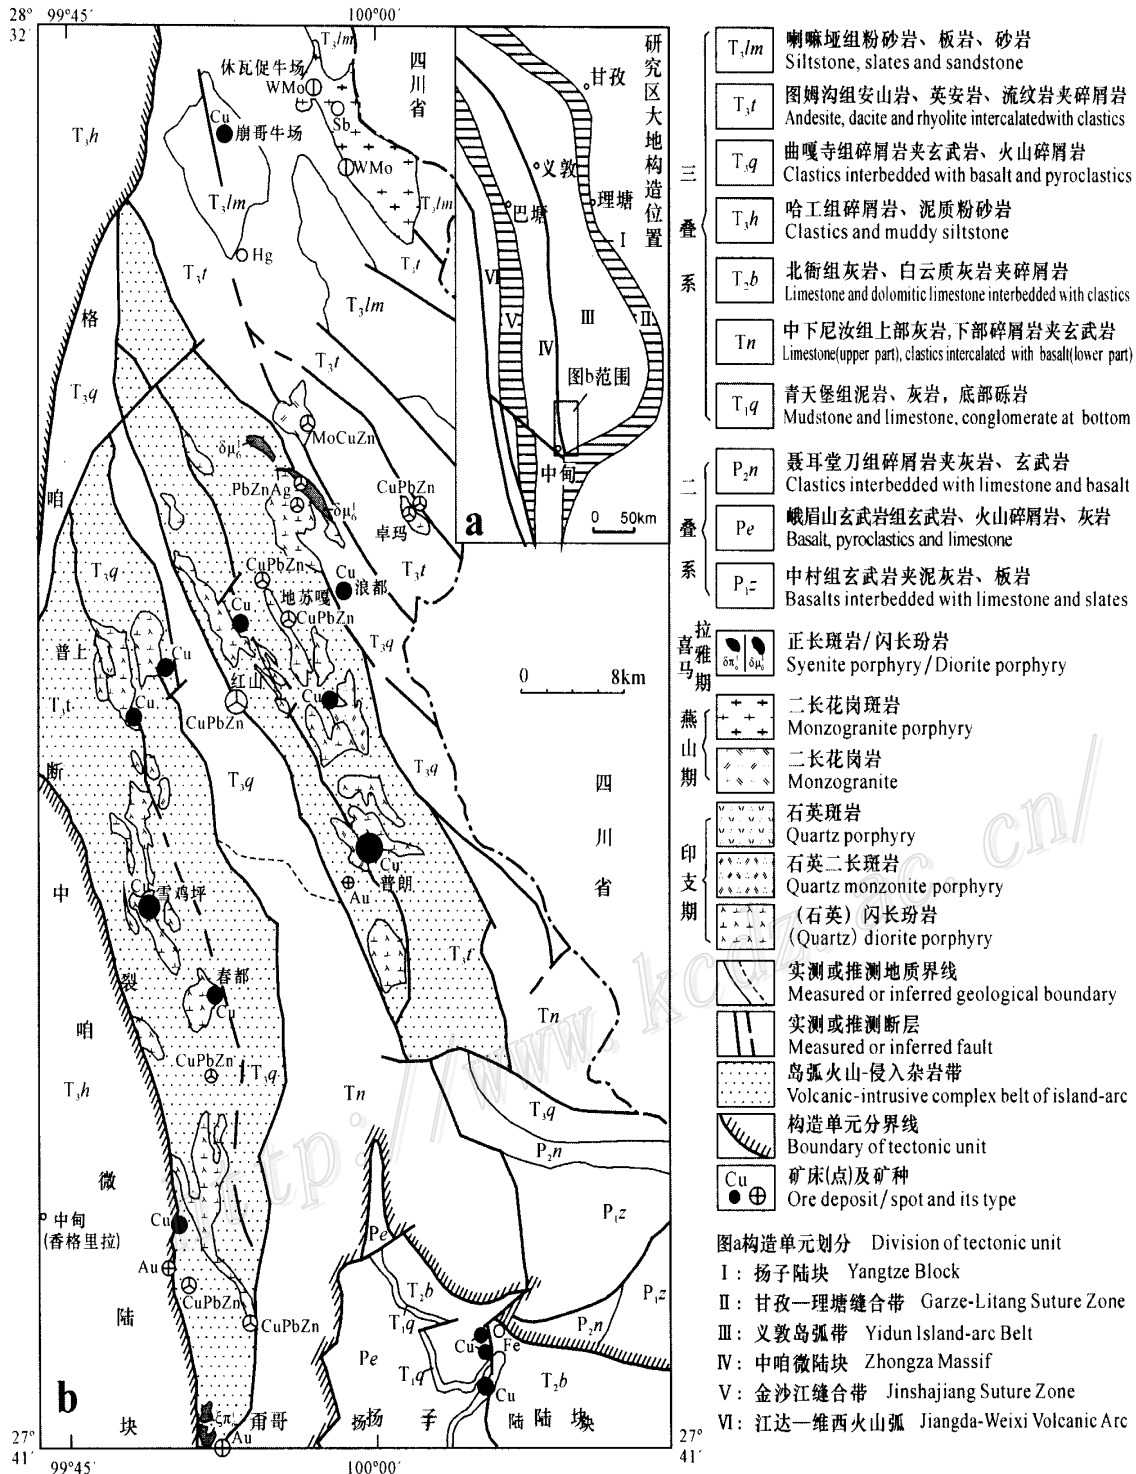 28°
32′
99°45′
100°00′
T₃lm
休瓦促牛场
WMo
四川省
Cu
崩哥牛场
Sb
T₃h
WMo
T₃lm
T₃lm
Hg
T₃t
T₃t
T₃lm
格
T₃t
T₃q
MoCuZn
δμ₆¹
咱
PbZnAg
CuPbZn
δμ₆¹
卓玛
CuPbZn
T₃q
Cu
浪都
T₃t
地苏嘎
Cu
CuPbZn
普上
Cu
T₃q
红山
T₃t
Cu
Cu
CuPbZn
0 8km
断
T₃q
T₃q
四川省
中
Cu
雪鸡坪
Cu
普朗
Au
T₃t
裂
春都
Cu
Tn
咱
CuPbZn
T₃q
T₃h
Tn
T₃q
P₂n
微
中甸
(香格里拉)
Cu
P₁z
Pe
Au
T₂b
CuPbZn
P₁z
陆
CuPbZn
T₁q
P₂n
Cu
Fe
Pe
T₁q
Cu
T₂b
b
块
ξπ₆¹
甭哥
扬
扬
子
陆
陆
块
块
Au
27°
41′
27°
41′
99°45′
100°00′
研究区大地构造位置
甘孜
义敦
理塘
巴塘
Ⅰ
Ⅵ
Ⅴ
Ⅲ
Ⅱ
Ⅳ
图b范围
中甸
a
0 50km
三叠系
T₃lm
喇嘛垭组粉砂岩、板岩、砂岩
Siltstone, slates and sandstone
T₃t
图姆沟组安山岩、英安岩、流纹岩夹碎屑岩
Andesite, dacite and rhyolite intercalatedwith clastics
T₃q
曲嘎寺组碎屑岩夹玄武岩、火山碎屑岩
Clastics interbedded with basalt and pyroclastics
T₃h
哈工组碎屑岩、泥质粉砂岩
Clastics and muddy siltstone
T₂b
北衙组灰岩、白云质灰岩夹碎屑岩
Limestone and dolomitic limestone interbedded with clastics
Tn
中下尼汝组上部灰岩,下部碎屑岩夹玄武岩
Limestone(upper part), clastics intercalated with basalt(lower part)
T₁q
青天堡组泥岩、灰岩，底部砾岩
Mudstone and limestone, conglomerate at bottom
二叠系
P₂n
聂耳堂刀组碎屑岩夹灰岩、玄武岩
Clastics interbedded with limestone and basalt
Pe
峨眉山玄武岩组玄武岩、火山碎屑岩、灰岩
Basalt, pyroclastics and limestone
P₁z
中村组玄武岩夹泥灰岩、板岩
Basalts interbedded with limestone and slates
喜马拉雅期
δπ₆¹ δμ₆¹
正长斑岩/闪长玢岩
Syenite porphyry/Diorite porphyry
燕山期
二长花岗斑岩
Monzogranite porphyry
二长花岗岩
Monzogranite
印支期
石英斑岩
Quartz porphyry
石英二长斑岩
Quartz monzonite porphyry
(石英)闪长玢岩
(Quartz) diorite porphyry
实测或推测地质界线
Measured or inferred geological boundary
实测或推测断层
Measured or inferred fault
岛弧火山-侵入杂岩带
Volcanic-intrusive complex belt of island-arc
构造单元分界线
Boundary of tectonic unit
Cu
矿床(点)及矿种
Ore deposit/spot and its type
图a构造单元划分 Division of tectonic unit
Ⅰ: 扬子陆块 Yangtze Block
Ⅱ: 甘孜—理塘缝合带 Garze-Litang Suture Zone
Ⅲ: 义敦岛弧带 Yidun Island-arc Belt
Ⅳ: 中咱微陆块 Zhongza Massif
Ⅴ: 金沙江缝合带 Jinshajiang Suture Zone
Ⅵ: 江达—维西火山弧 Jiangda-Weixi Volcanic Arc
http://www.kcdz.ac.cn/